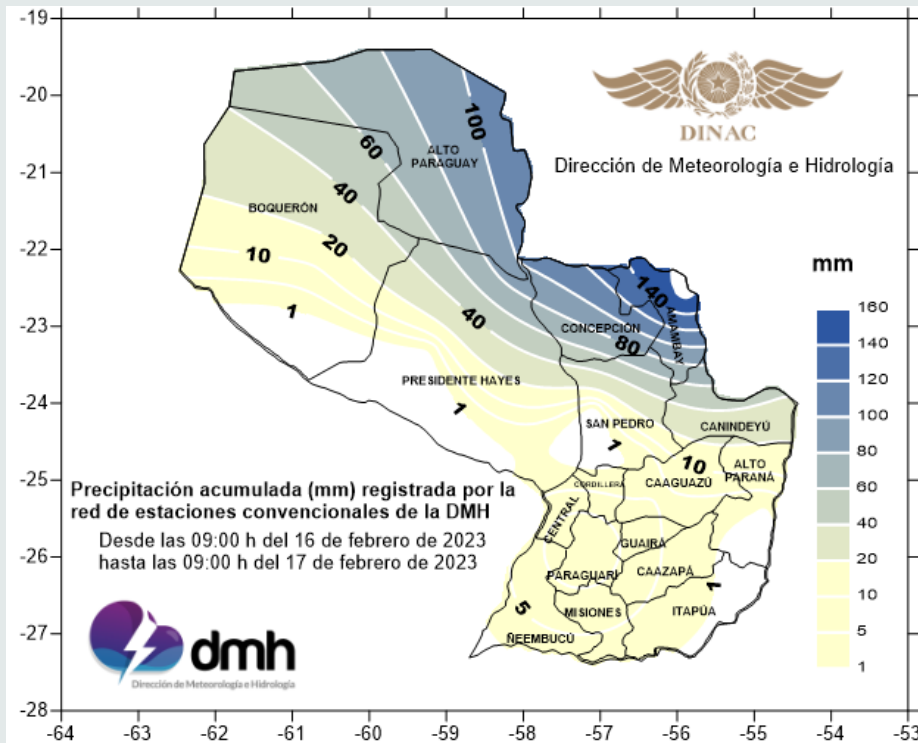 -19
-20
-21
-22
-23
-24
-25
-26
-27
-28
-64
-63
-62
-61
-60
-59
-58
-57
-56
-55
-54
-53
DINAC
Dirección de Meteorología e Hidrología
100
60
ALTO
PARAGUAY
40
BOQUERÓN
20
10
1
140
AMAMBAY
40
CONCEPCIÓN
80
PRESIDENTE HAYES
1
SAN PEDRO
1
CANINDEYÚ
10
ALTO
PARANÁ
CORDILLERA
CAAGUAZÚ
CENTRAL
GUAIRÁ
PARAGUARÍ
CAAZAPÁ
1
5
MISIONES
ITAPÚA
ÑEEMBUCÚ
mm
160
140
120
100
80
60
40
20
10
5
1
Precipitación acumulada (mm) registrada por la
red de estaciones convencionales de la DMH
Desde las 09:00 h del 16 de febrero de 2023
hasta las 09:00 h del 17 de febrero de 2023
dmh
Dirección de Meteorología e Hidrología